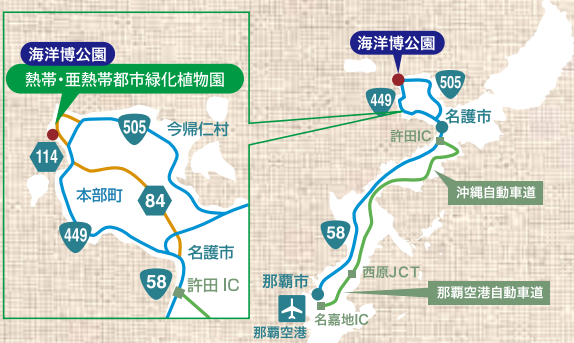 海洋博公園
熱帯・亜熱帯都市緑化植物園
505
今帰仁村
114
本部町
84
449
名護市
58
許田 IC
海洋博公園
505
449
名護市
許田IC
沖縄自動車道
58
西原JCT
那覇市
那覇空港自動車道
名嘉地IC
那覇空港